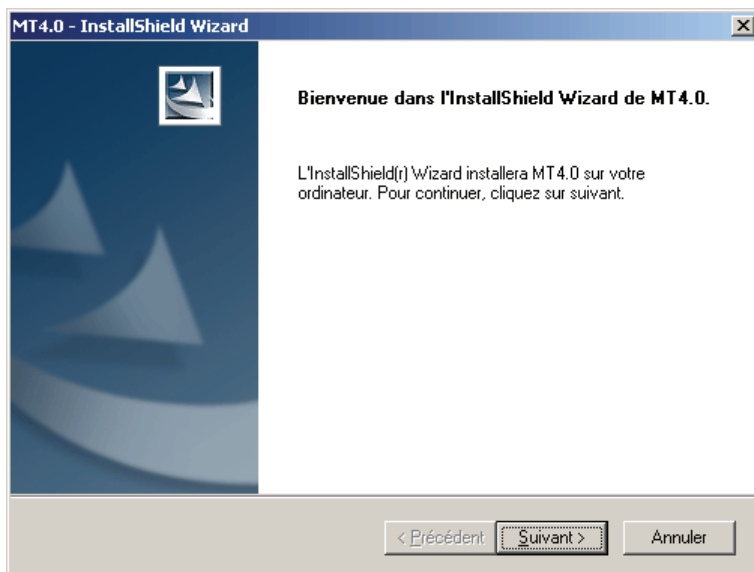 MT4.0 - InstallShield Wizard
Bienvenue dans l'InstallShield Wizard de MT4.0.
L'InstallShield(r) Wizard installera MT4.0 sur votre
ordinateur. Pour continuer, cliquez sur suivant.
< Précédent
Suivant >
Annuler